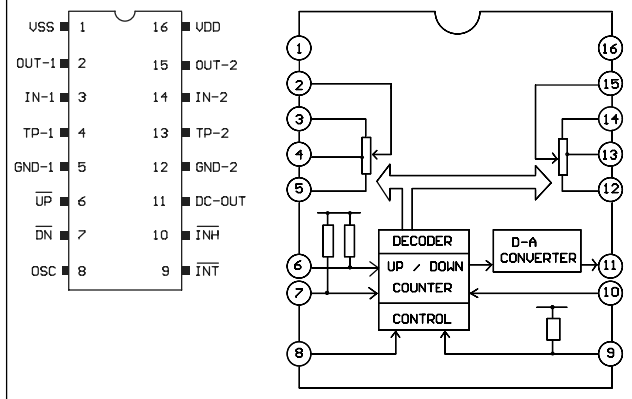 VSS 1 16 VDD
OUT-1 2 15 OUT-2
IN-1 3 14 IN-2
TP-1 4 13 TP-2
GND-1 5 12 GND-2
UP 6 11 DC-OUT
DN 7 10 INH
OSC 8 9 INT
1 16
2 15
3 14
4 13
5 12
DECODER
D-A
CONVERTER
6 UP / DOWN 11
7 COUNTER 10
CONTROL
8 9